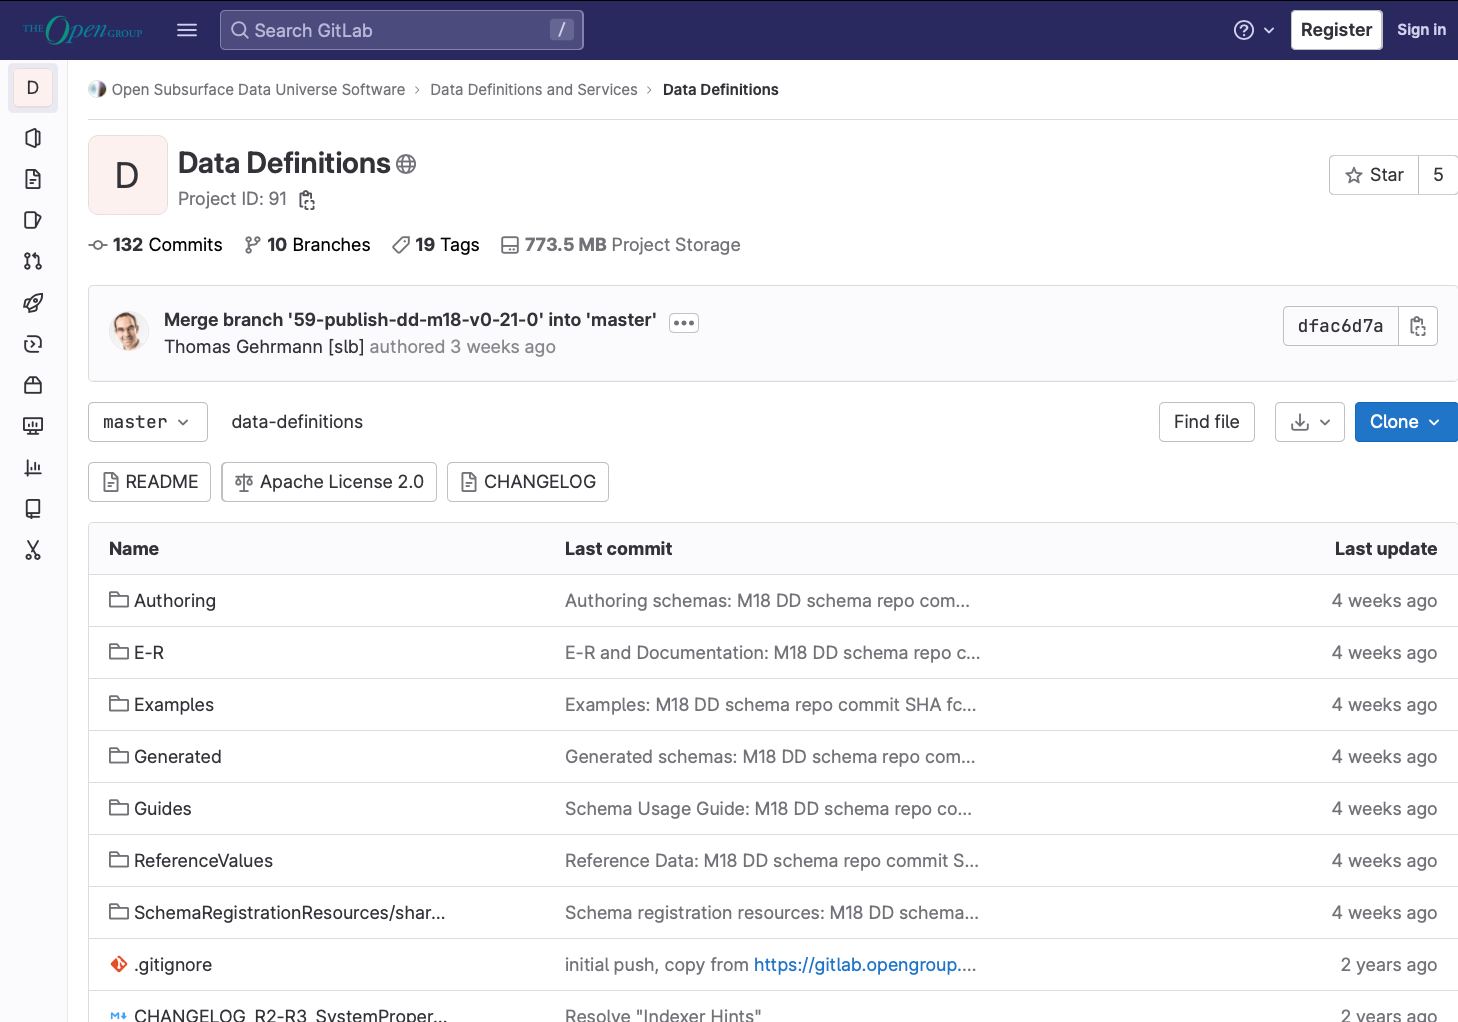 THE Open GROUP
Search GitLab /
Register Sign in
D
Open Subsurface Data Universe Software › Data Definitions and Services › Data Definitions
D
Data Definitions
Project ID: 91
Star 5
132 Commits 10 Branches 19 Tags 773.5 MB Project Storage
Merge branch '59-publish-dd-m18-v0-21-0' into 'master'
Thomas Gehrmann [slb] authored 3 weeks ago
dfac6d7a
master data-definitions Find file Clone
README Apache License 2.0 CHANGELOG
Name Last commit Last update
Authoring Authoring schemas: M18 DD schema repo com... 4 weeks ago
E-R E-R and Documentation: M18 DD schema repo c... 4 weeks ago
Examples Examples: M18 DD schema repo commit SHA fc... 4 weeks ago
Generated Generated schemas: M18 DD schema repo com... 4 weeks ago
Guides Schema Usage Guide: M18 DD schema repo co... 4 weeks ago
ReferenceValues Reference Data: M18 DD schema repo commit S... 4 weeks ago
SchemaRegistrationResources/shar... Schema registration resources: M18 DD schema... 4 weeks ago
.gitignore initial push, copy from https://gitlab.opengroup.... 2 years ago
CHANGELOG_R2-R3_SystemProper... Resolve "Indexer Hints" 2 years ago